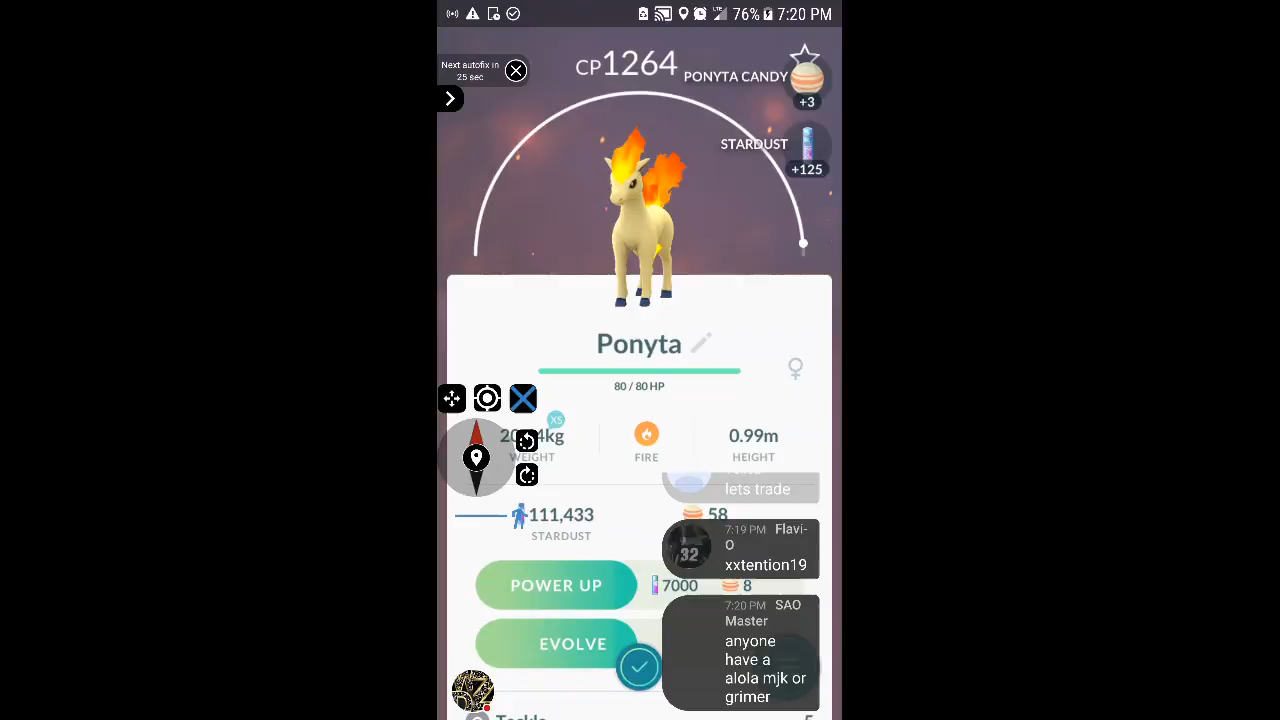 LTE 76% 7:20 PM
Next autofix in
25 sec
CP1264
PONYTA CANDY
+3
STARDUST
+125
Ponyta
80 / 80 HP
XS
kg
WEIGHT
FIRE
0.99m
HEIGHT
lets trade
111,433
STARDUST
58
7:19 PM Flavi-
O
32
xxtention19
POWER UP
7000
8
7:20 PM SAO
Master
anyone
have a
alola mjk or
grimer
EVOLVE
Tackle
5